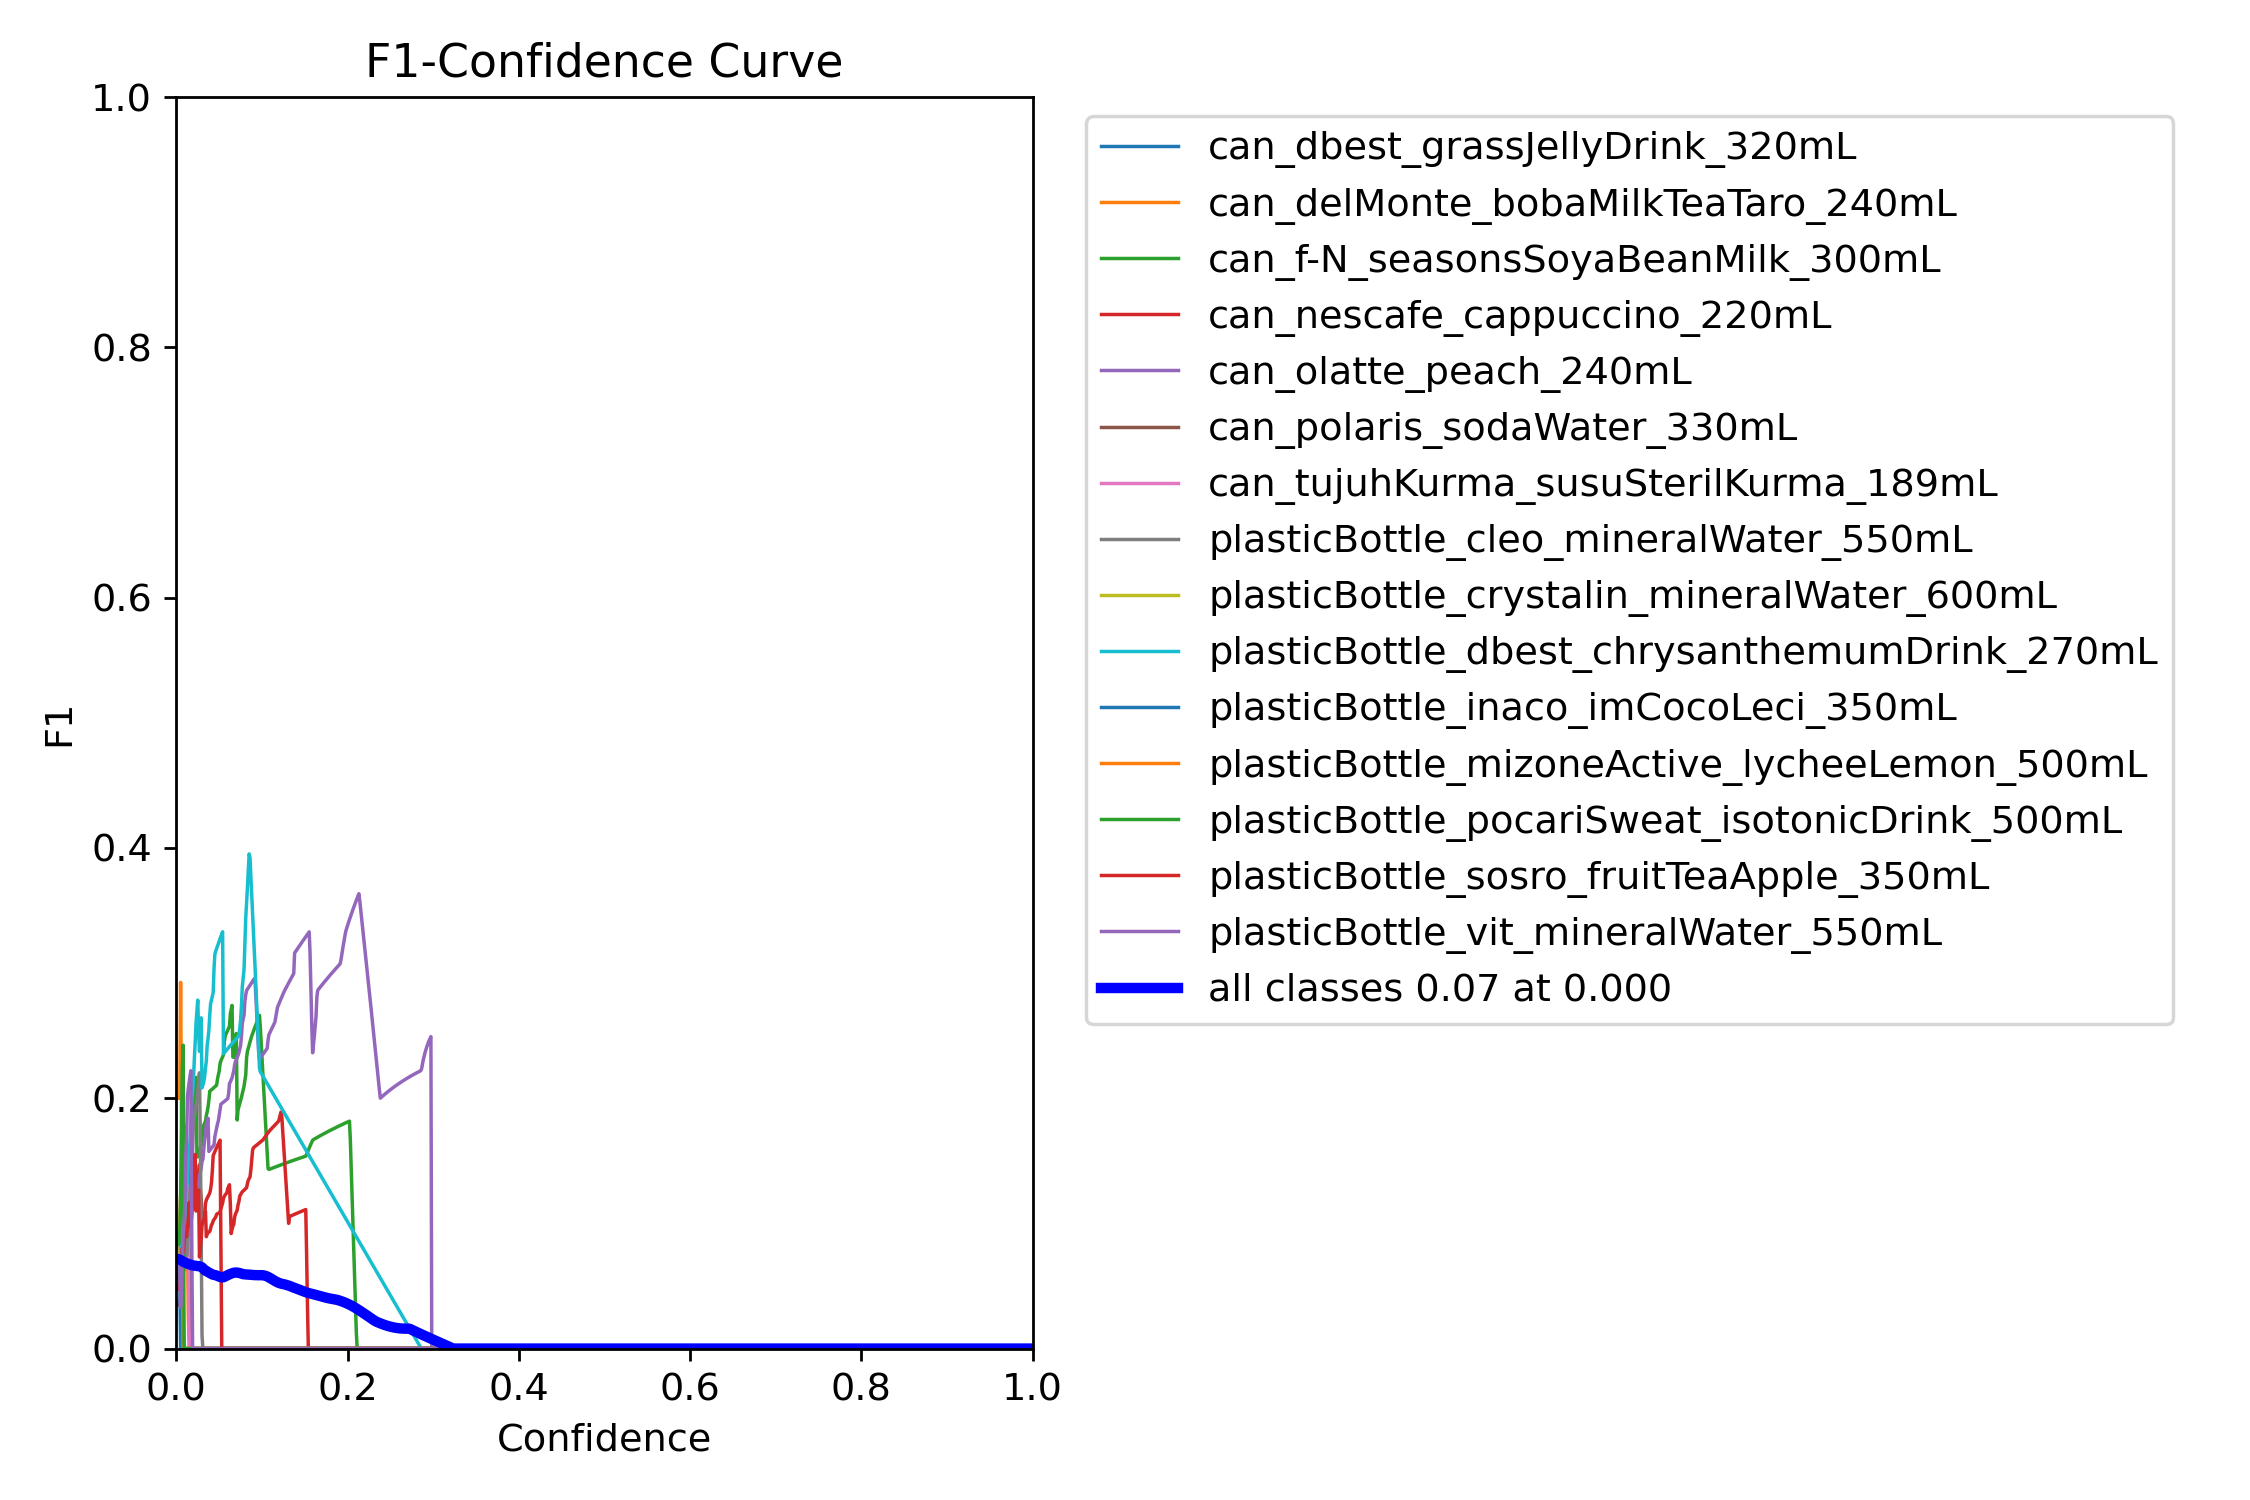 F1-Confidence Curve
1.0
0.8
0.6
0.4
0.2
0.0
F1
0.0 0.2 0.4 0.6 0.8 1.0
Confidence
can_dbest_grassJellyDrink_320mL
can_delMonte_bobaMilkTeaTaro_240mL
can_f-N_seasonsSoyaBeanMilk_300mL
can_nescafe_cappuccino_220mL
can_olatte_peach_240mL
can_polaris_sodaWater_330mL
can_tujuhKurma_susuSterilKurma_189mL
plasticBottle_cleo_mineralWater_550mL
plasticBottle_crystalin_mineralWater_600mL
plasticBottle_dbest_chrysanthemumDrink_270mL
plasticBottle_inaco_imCocoLeci_350mL
plasticBottle_mizoneActive_lycheeLemon_500mL
plasticBottle_pocariSweat_isotonicDrink_500mL
plasticBottle_sosro_fruitTeaApple_350mL
plasticBottle_vit_mineralWater_550mL
all classes 0.07 at 0.000